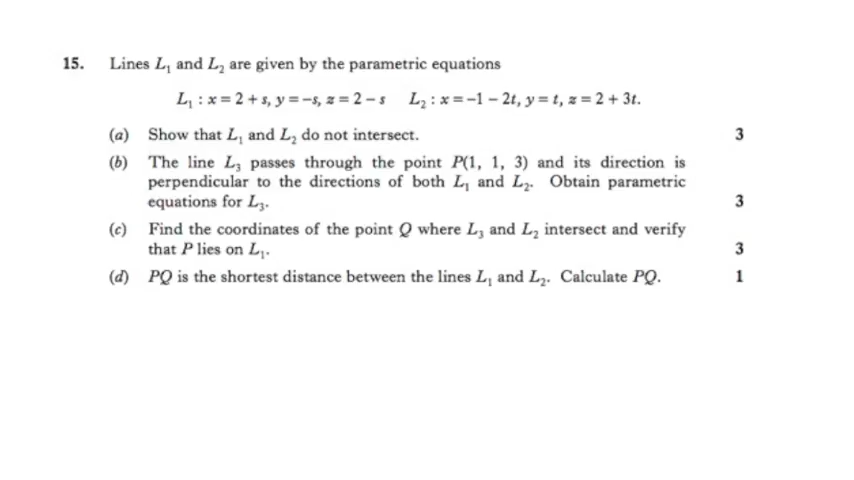 15. Lines L₁ and L₂ are given by the parametric equations
L₁ : x = 2 + s, y = −s, z = 2 − s L₂ : x = −1 − 2t, y = t, z = 2 + 3t.
(a) Show that L₁ and L₂ do not intersect. 3
(b) The line L₃ passes through the point P(1, 1, 3) and its direction is
perpendicular to the directions of both L₁ and L₂. Obtain parametric
equations for L₃. 3
(c) Find the coordinates of the point Q where L₃ and L₂ intersect and verify
that P lies on L₁. 3
(d) PQ is the shortest distance between the lines L₁ and L₂. Calculate PQ. 1